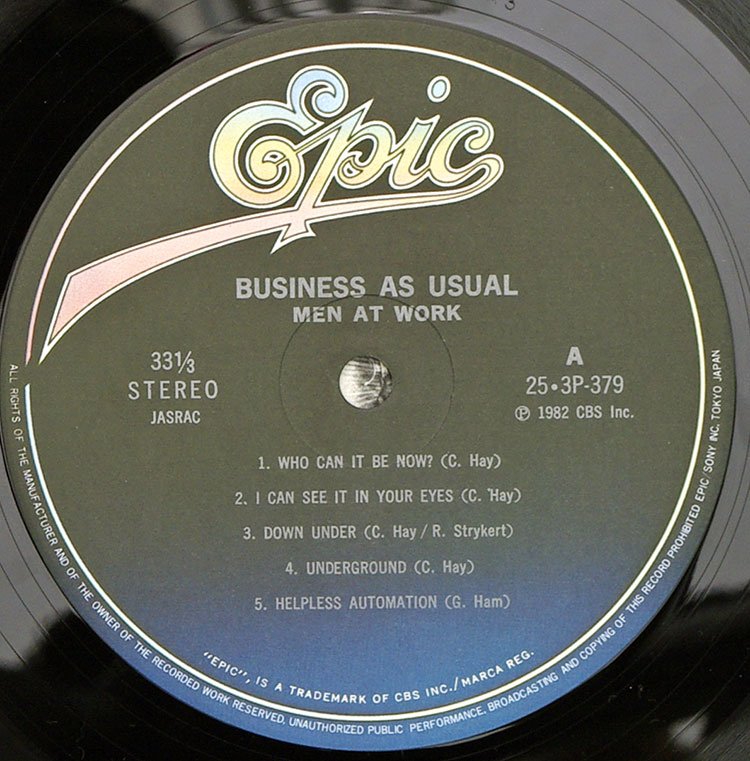 Epic
BUSINESS AS USUAL
MEN AT WORK
33⅓
STEREO
JASRAC
A
25•3P-379
Ⓟ 1982 CBS Inc.
1. WHO CAN IT BE NOW? (C. Hay)
2. I CAN SEE IT IN YOUR EYES (C. Hay)
3. DOWN UNDER (C. Hay / R. Strykert)
4. UNDERGROUND (C. Hay)
5. HELPLESS AUTOMATION (G. Ham)
"EPIC", IS A TRADEMARK OF CBS INC./MARCA REG.
ALL RIGHTS OF THE MANUFACTURER AND OF THE OWNER OF THE RECORDED WORK RESERVED. UNAUTHORIZED PUBLIC PERFORMANCE, BROADCASTING AND COPYING OF THIS RECORD PROHIBITED EPIC/SONY INC. TOKYO JAPAN